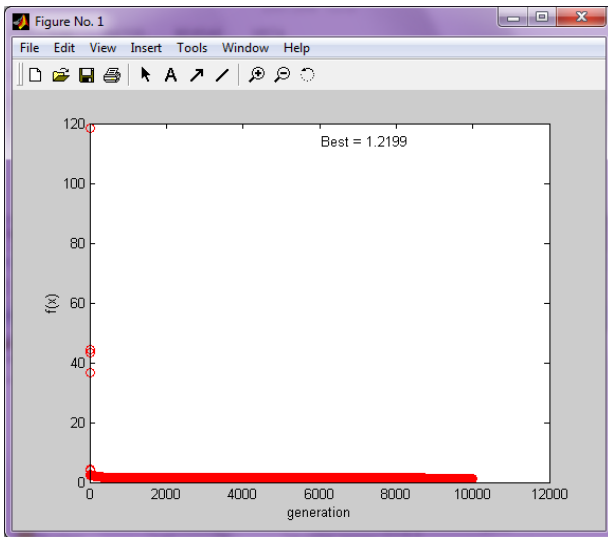 Figure No. 1
File Edit View Insert Tools Window Help
A
120
Best = 1.2199
100
80
f(x)
60
40
20
0
0 2000 4000 6000 8000 10000 12000
generation